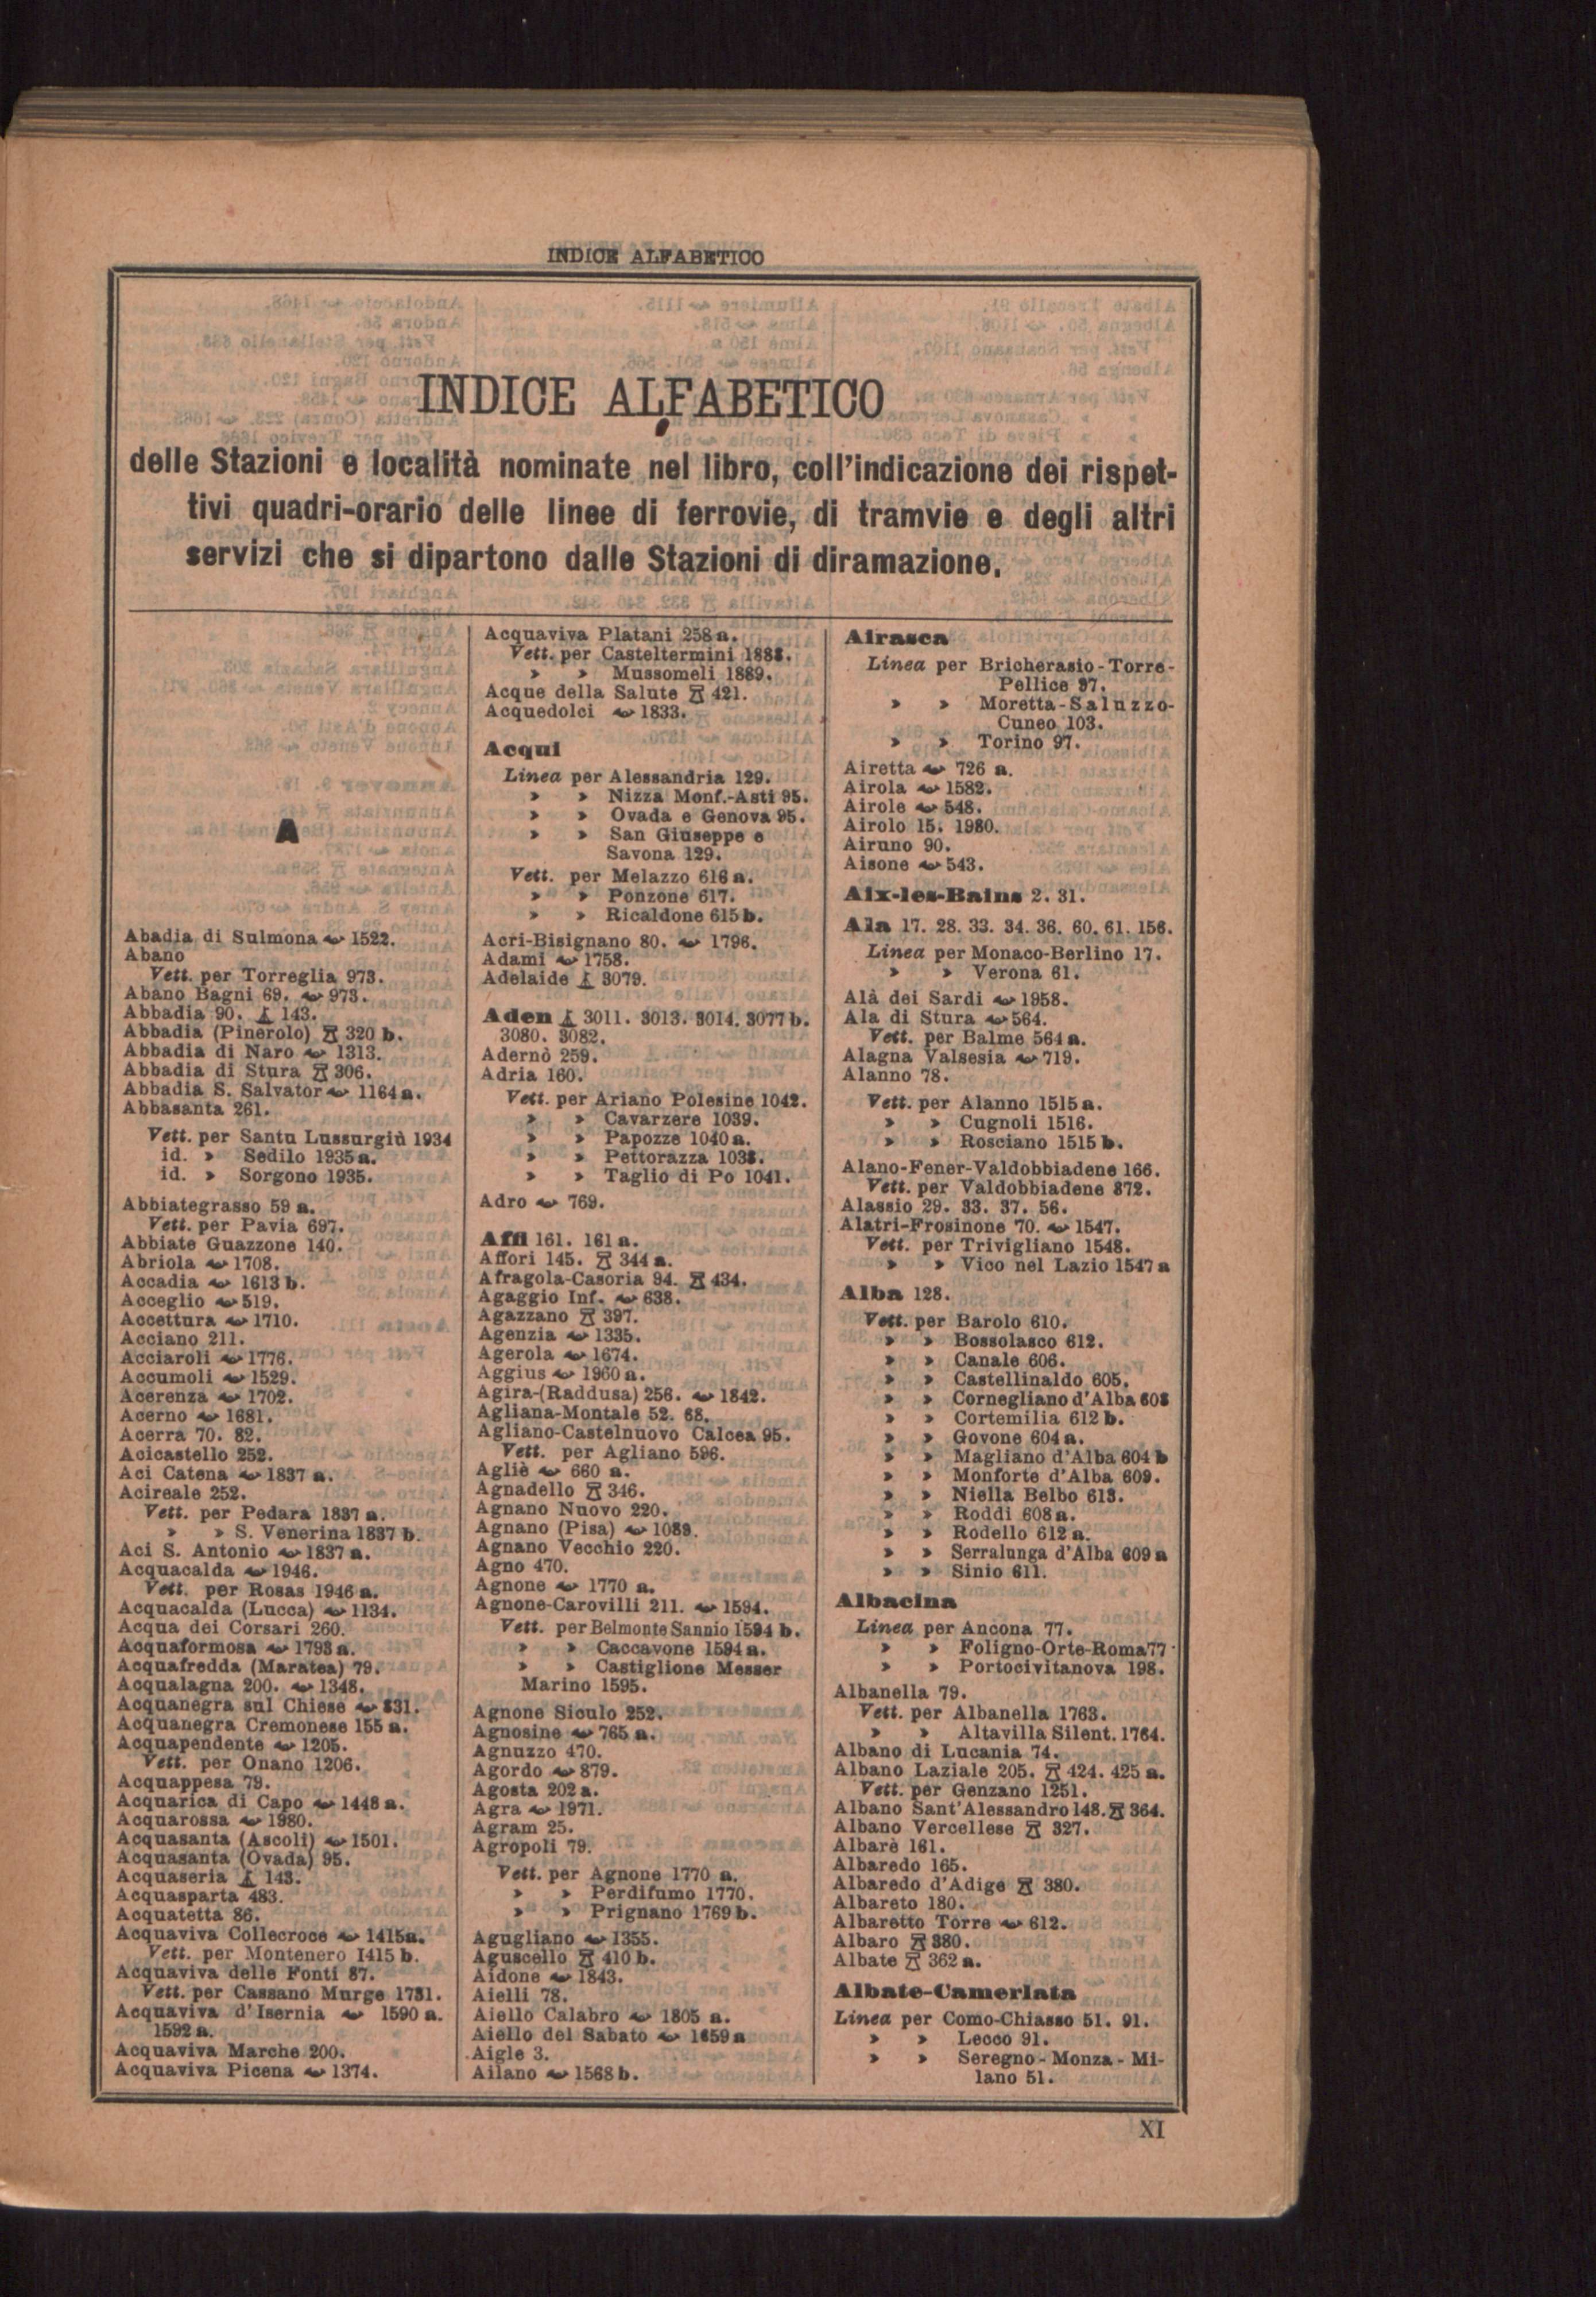 INDICE ALFABETICO
INDICE ALFABETICO
delle Stazioni e località nominate nel libro, coll'indicazione dei rispet-
tivi quadri-orario delle linee di ferrovie, di tramvie e degli altri
servizi che si dipartono dalle Stazioni di diramazione.
A
Abadia di Sulmona 1522.
Abano
Vett. per Torreglia 973.
Abano Bagni 69. 973.
Abbadia 90. 143.
Abbadia (Pinerolo) 320 b.
Abbadia di Naro 1313.
Abbadia di Stura 306.
Abbadia S. Salvator 1164 a.
Abbasanta 261.
Vett. per Santu Lussurgiù 1934
id. » Sedilo 1935 a.
id. » Sorgono 1935.
Abbiategrasso 59 a.
Vett. per Pavia 697.
Abbiate Guazzone 140.
Abriola 1708.
Accadia 1613 b.
Acceglio 519.
Accettura 1710.
Acciano 211.
Acciaroli 1776.
Accumoli 1529.
Acerenza 1702.
Acerno 1681.
Acerra 70. 82.
Acicastello 252.
Aci Catena 1837 a.
Acireale 252.
Vett. per Pedara 1837 a.
» » S. Venerina 1837 b.
Aci S. Antonio 1837 a.
Acquacalda 1946.
Vett. per Rosas 1946 a.
Acquacalda (Lucca) 1134.
Acqua dei Corsari 260.
Acquaformosa 1793 a.
Acquafredda (Maratea) 79.
Acqualagna 200. 1348.
Acquanegra sul Chiese 831.
Acquanegra Cremonese 155 a.
Acquapendente 1205.
Vett. per Onano 1206.
Acquappesa 79.
Acquarica di Capo 1448 a.
Acquarossa 1980.
Acquasanta (Ascoli) 1501.
Acquasanta (Ovada) 95.
Acquaseria 143.
Acquasparta 483.
Acquatetta 86.
Acquaviva Collecroce 1415a.
Vett. per Montenero 1415 b.
Acquaviva delle Fonti 87.
Vett. per Cassano Murge 1731.
Acquaviva d'Isernia 1590 a.
1592 a.
Acquaviva Marche 200.
Acquaviva Picena 1374.
Acquaviva Platani 258 a.
Vett. per Casteltermini 1888.
» » Mussomeli 1889.
Acque della Salute 421.
Acquedolci 1833.
Acqui
Linea per Alessandria 129.
» » Nizza Monf.-Asti 95.
» » Ovada e Genova 95.
» » San Giuseppe e
Savona 129.
Vett. per Melazzo 616 a.
» » Ponzone 617.
» » Ricaldone 615 b.
Acri-Bisignano 80. 1796.
Adami 1758.
Adelaide 3079.
Aden 3011. 3013. 3014. 3077 b.
3080. 3082.
Adernò 259.
Adria 160.
Vett. per Ariano Polesine 1042.
» » Cavarzere 1039.
» » Papozze 1040 a.
» » Pettorazza 1038.
» » Taglio di Po 1041.
Adro 769.
Affi 161. 161 a.
Affori 145. 344 a.
Afragola-Casoria 94. 434.
Agaggio Inf. 638.
Agazzano 397.
Agenzia 1335.
Agerola 1674.
Aggius 1960 a.
Agira-(Raddusa) 256. 1842.
Agliana-Montale 52. 68.
Agliano-Castelnuovo Calcea 95.
Vett. per Agliano 596.
Agliè 660 a.
Agnadello 346.
Agnano Nuovo 220.
Agnano (Pisa) 1089.
Agnano Vecchio 220.
Agno 470.
Agnone 1770 a.
Agnone-Carovilli 211. 1594.
Vett. per Belmonte Sannio 1594 b.
» » Caccavone 1594 a.
» » Castiglione Messer
Marino 1595.
Agnone Siculo 252.
Agnosine 765 a.
Agnuzzo 470.
Agordo 879.
Agosta 202 a.
Agra 1971.
Agram 25.
Agropoli 79.
Vett. per Agnone 1770 a.
» » Perdifumo 1770.
» » Prignano 1769 b.
Agugliano 1355.
Aguscello 410 b.
Aidone 1843.
Aielli 78.
Aiello Calabro 1805 a.
Aiello del Sabato 1659 a
Aigle 3.
Ailano 1568 b.
Airasca
Linea per Bricherasio-Torre-
Pellice 97.
» » Moretta-Saluzzo-
Cuneo 103.
» » Torino 97.
Airetta 726 a.
Airola 1582.
Airole 548.
Airolo 15. 1980.
Airuno 90.
Aisone 543.
Aix-les-Bains 2. 31.
Ala 17. 28. 33. 34. 36. 60. 61. 156.
Linea per Monaco-Berlino 17.
» » Verona 61.
Alà dei Sardi 1958.
Ala di Stura 564.
Vett. per Balme 564 a.
Alagna Valsesia 719.
Alanno 78.
Vett. per Alanno 1515 a.
» » Cugnoli 1516.
» » Rosciano 1515 b.
Alano-Fener-Valdobbiadene 166.
Vett. per Valdobbiadene 872.
Alassio 29. 33. 37. 56.
Alatri-Frosinone 70. 1547.
Vett. per Trivigliano 1548.
» » Vico nel Lazio 1547 a
Alba 128.
Vett. per Barolo 610.
» » Bossolasco 612.
» » Canale 606.
» » Castellinaldo 605.
» » Cornegliano d'Alba 608
» » Cortemilia 612 b.
» » Govone 604 a.
» » Magliano d'Alba 604 b
» » Monforte d'Alba 609.
» » Niella Belbo 613.
» » Roddi 608 a.
» » Rodello 612 a.
» » Serralunga d'Alba 609 a
» » Sinio 611.
Albacina
Linea per Ancona 77.
» » Foligno-Orte-Roma 77.
» » Portocivitanova 198.
Albanella 79.
Vett. per Albanella 1763.
» » Altavilla Silent. 1764.
Albano di Lucania 74.
Albano Laziale 205. 424. 425 a.
Vett. per Genzano 1251.
Albano Sant'Alessandro 148. 364.
Albano Vercellese 327.
Albarè 161.
Albaredo 165.
Albaredo d'Adige 380.
Albareto 180.
Albaretto Torre 612.
Albaro 380.
Albate 362 a.
Albate-Camerlata
Linea per Como-Chiasso 51. 91.
» » Lecco 91.
» » Seregno-Monza-Mi-
lano 51.
XI